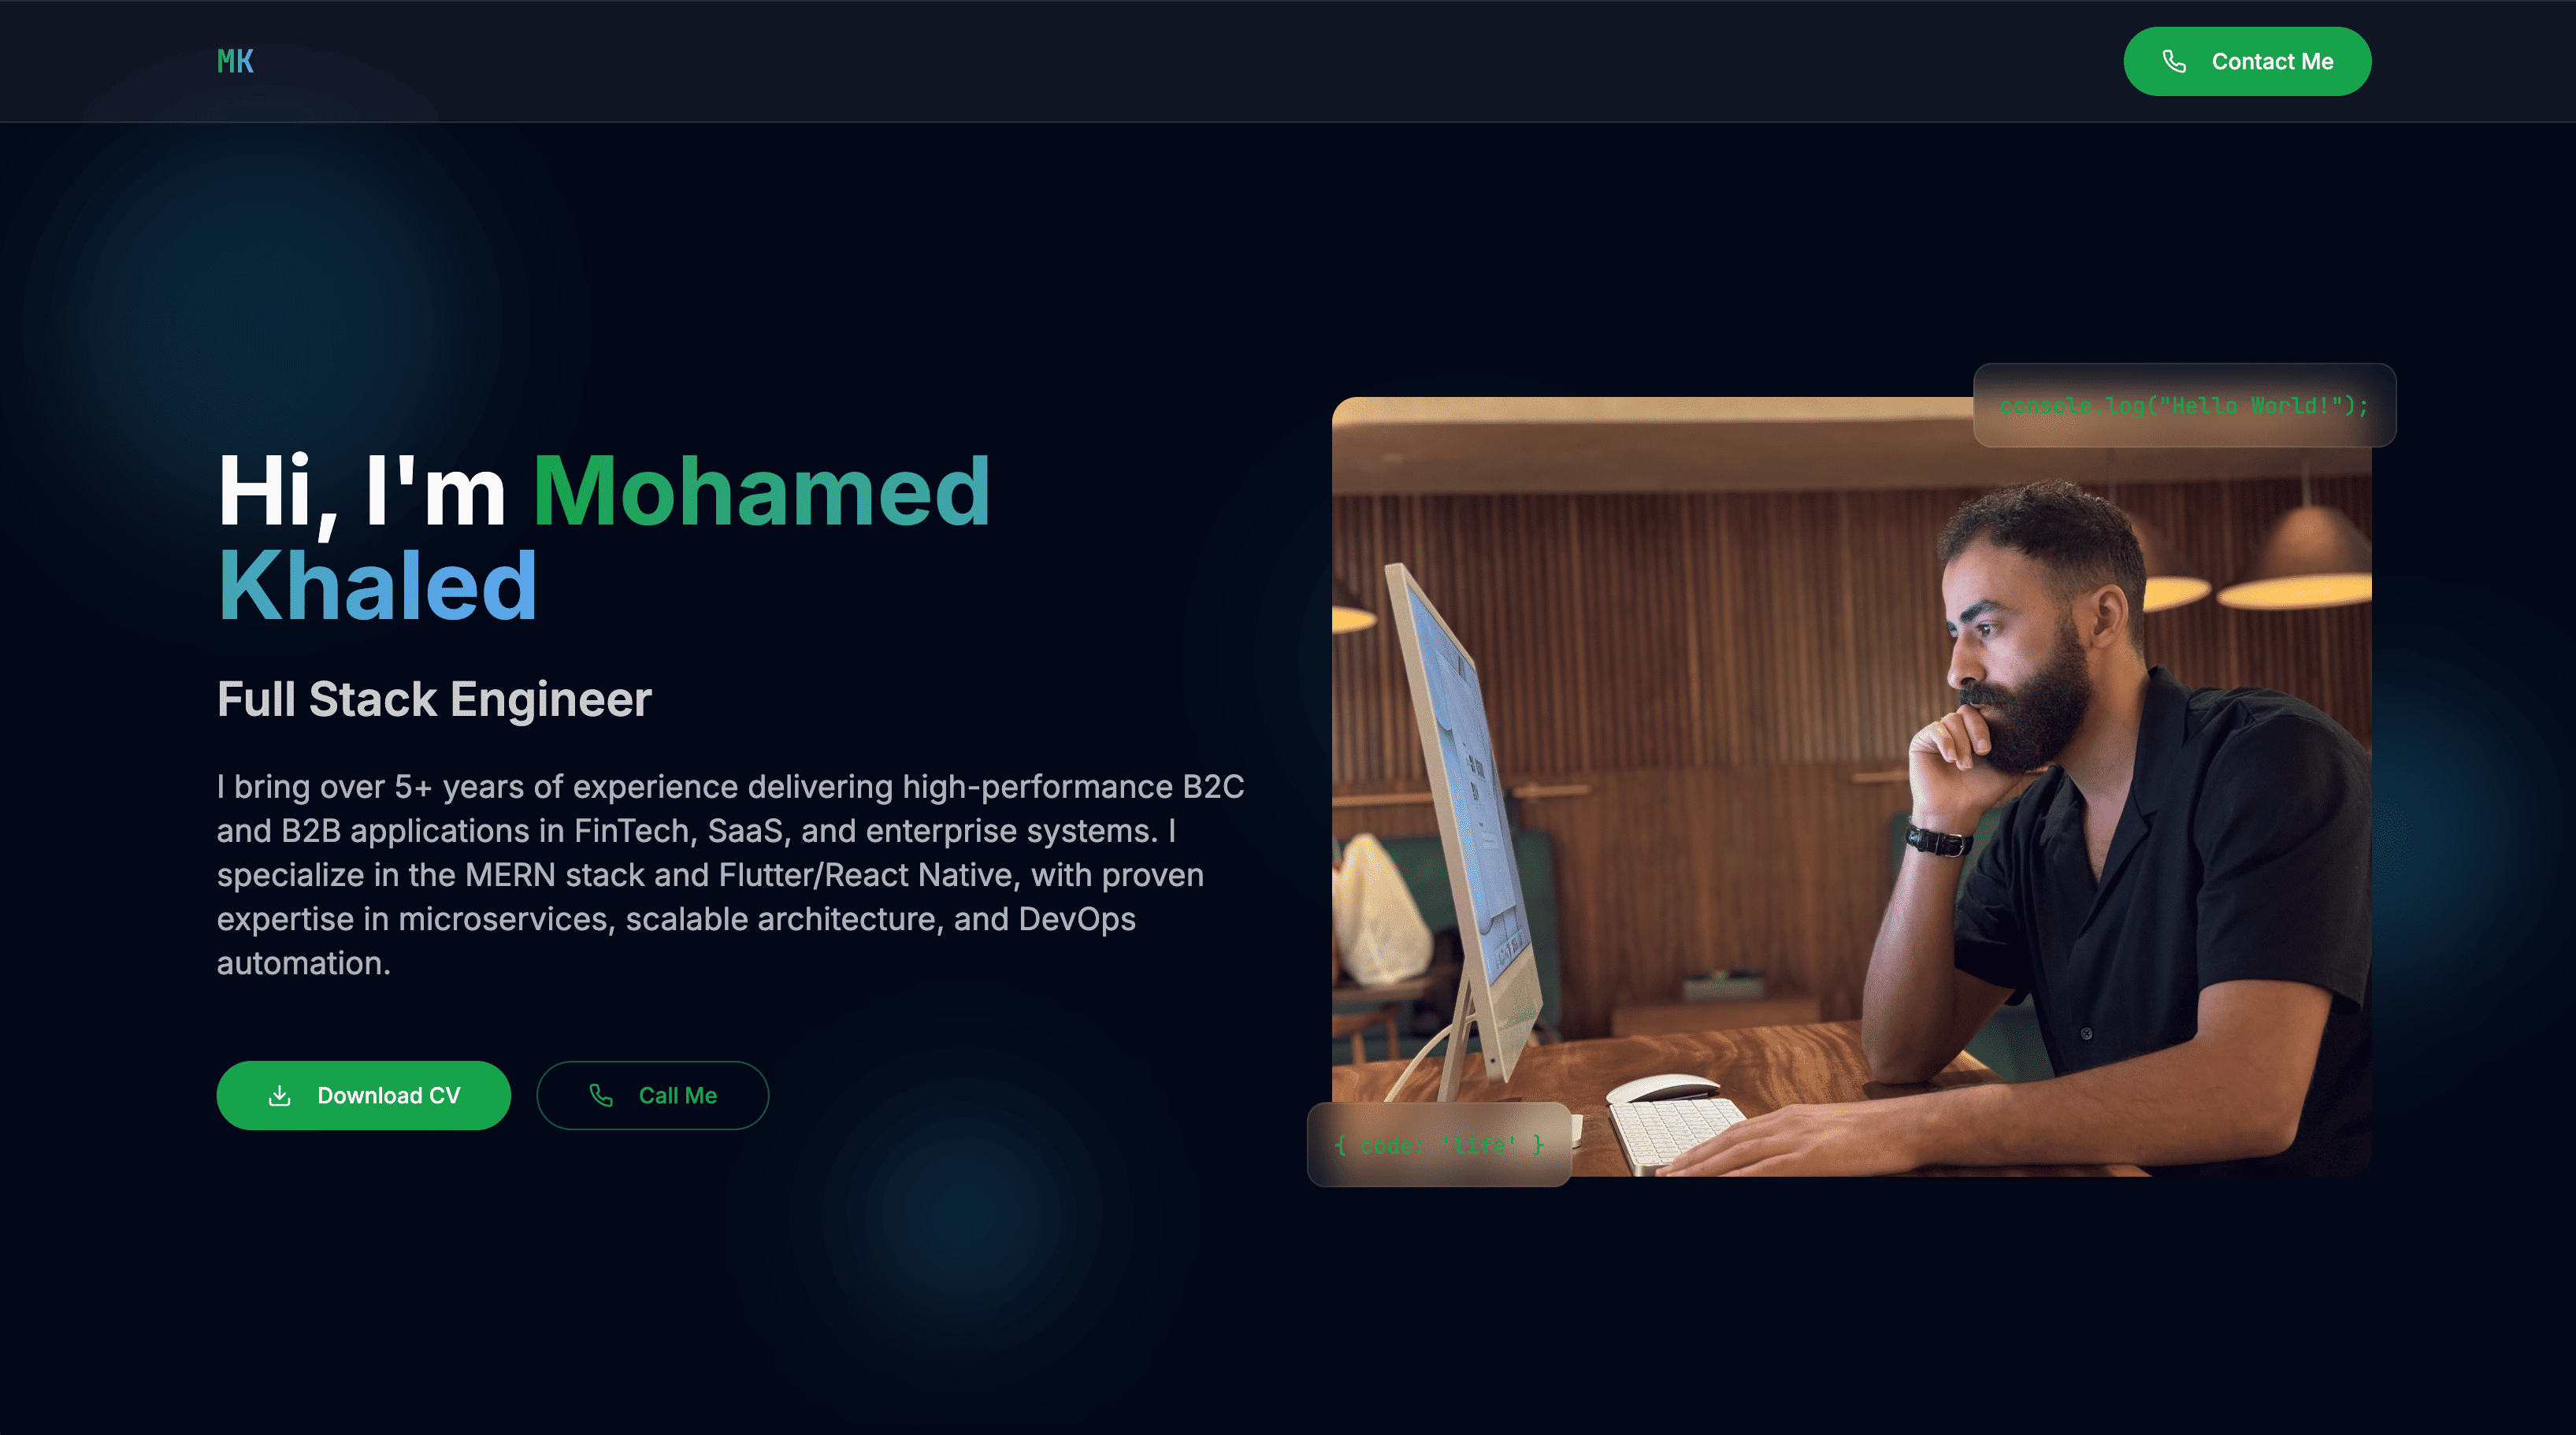 MK
Contact Me
Hi, I'm Mohamed
Khaled
Full Stack Engineer
I bring over 5+ years of experience delivering high-performance B2C
and B2B applications in FinTech, SaaS, and enterprise systems. I
specialize in the MERN stack and Flutter/React Native, with proven
expertise in microservices, scalable architecture, and DevOps
automation.
Download CV
Call Me
console.log("Hello World!");
{ code: 'life' }